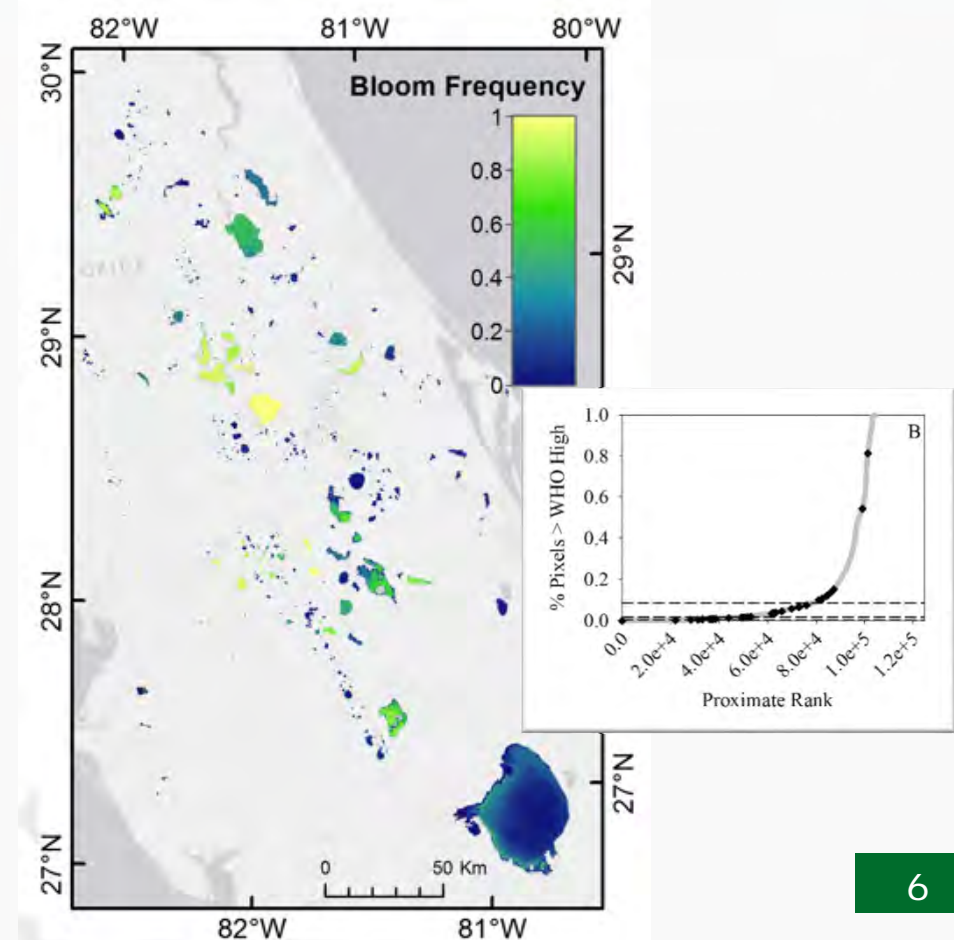 82°W 81°W 80°W
30°N
Bloom Frequency
1
0.8
0.6
0.4
0.2
0
29°N
29°N
28°N
27°N
27°N
0 50 Km
82°W 81°W
B
% Pixels > WHO High
1.0
0.8
0.6
0.4
0.2
0.0
0.0 2.0e+4 4.0e+4 6.0e+4 8.0e+4 1.0e+5 1.2e+5
Proximate Rank
6